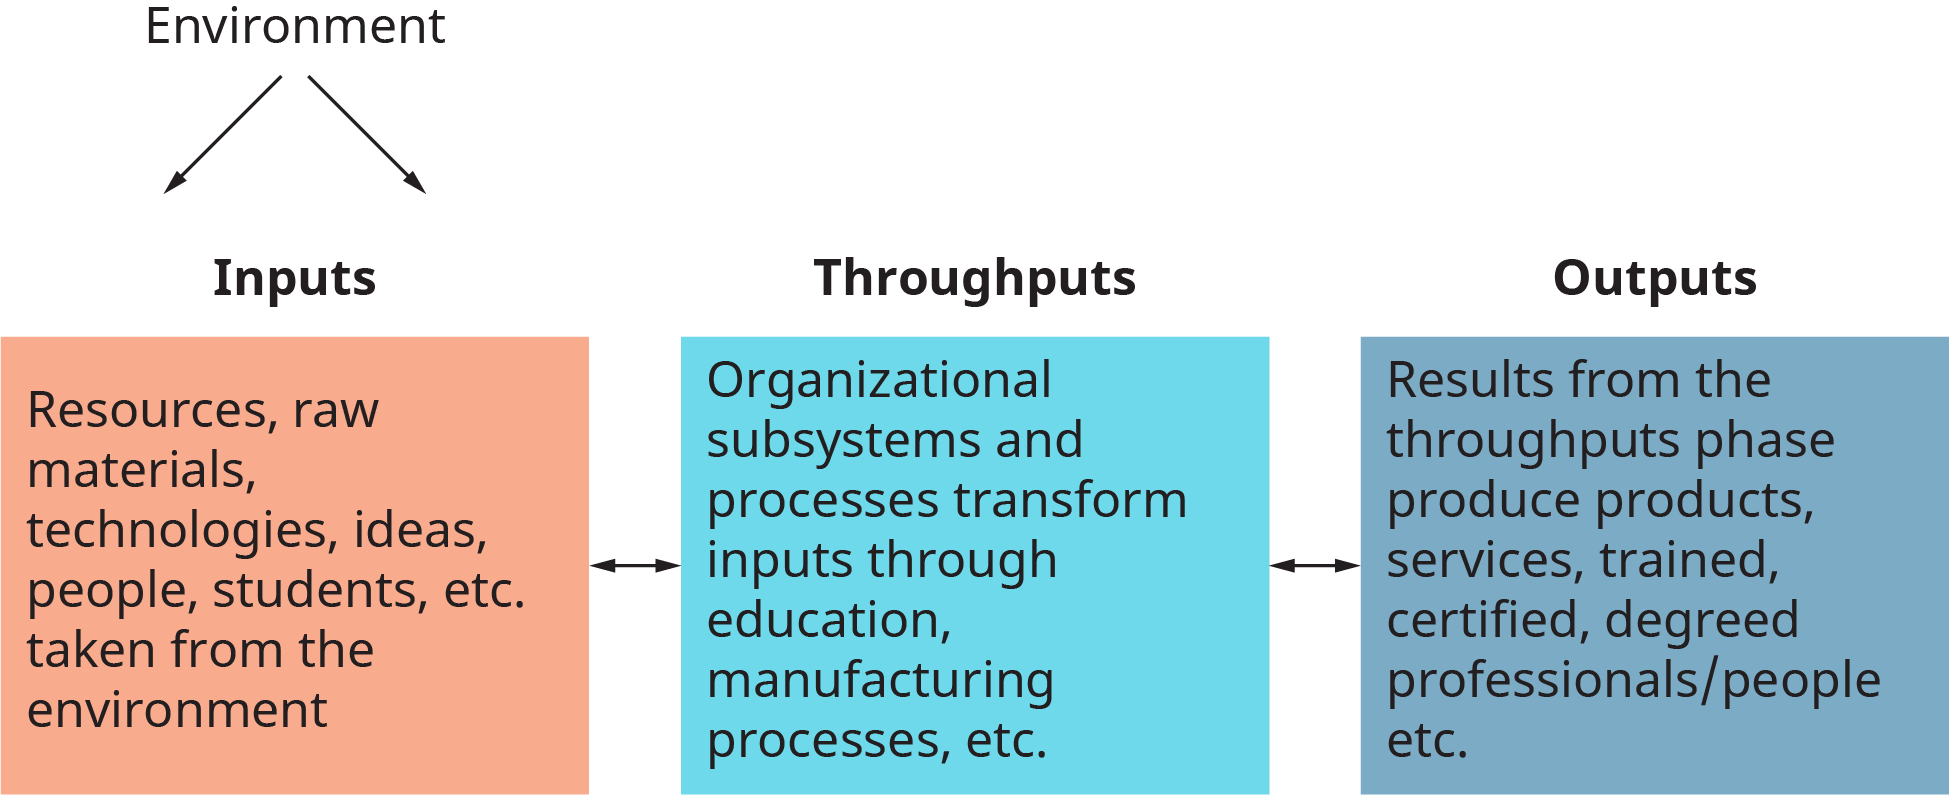 Environment
Inputs
Throughputs
Outputs
Resources, raw
materials,
technologies, ideas,
people, students, etc.
taken from the
environment
Organizational
subsystems and
processes transform
inputs through
education,
manufacturing
processes, etc.
Results from the
throughputs phase
produce products,
services, trained,
certified, degreed
professionals/people
etc.